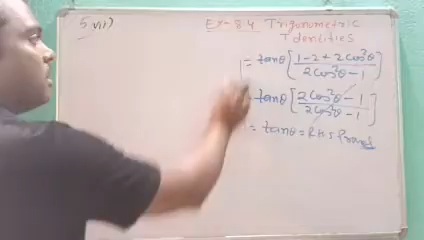 5 vii)
Ex-8.4 Trigonometric
Identities
= tanθ [ (1-2+2cos²θ) / (2cos²θ-1) ]
= tanθ [ (2cos²θ-1) / (2cos²θ-1) ]
= tanθ = RHS Proved